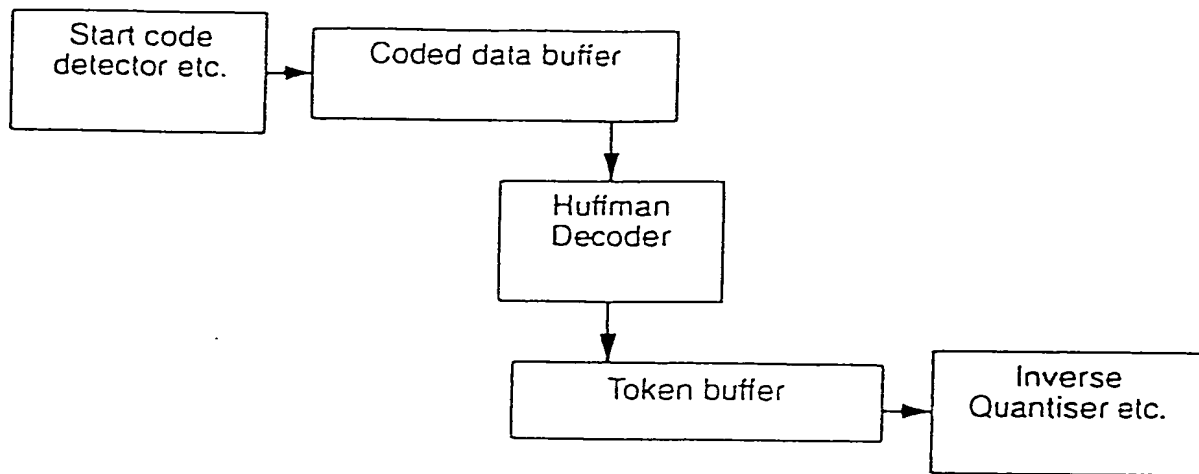 Start code
detector etc.
Coded data buffer
Huffman
Decoder
Token buffer
Inverse
Quantiser etc.